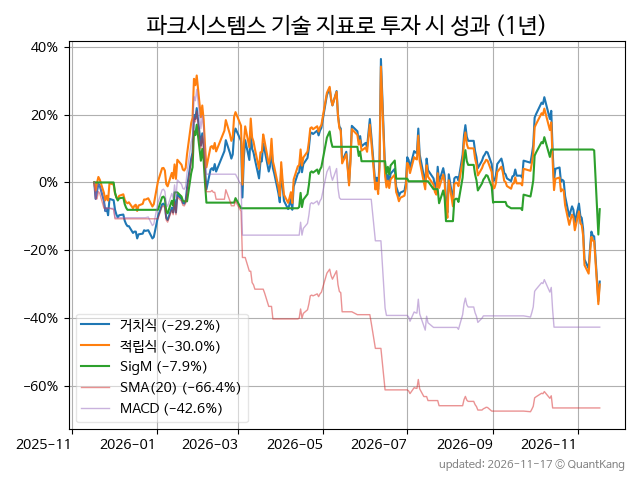 파크시스템스 기술 지표로 투자 시 성과 (1년)
40%
20%
0%
−20%
−40%
−60%
거치식 (−29.2%)
적립식 (−30.0%)
SigM (−7.9%)
SMA(20) (−66.4%)
MACD (−42.6%)
2025-11 2026-01 2026-03 2026-05 2026-07 2026-09 2026-11
updated: 2026-11-17 © QuantKang